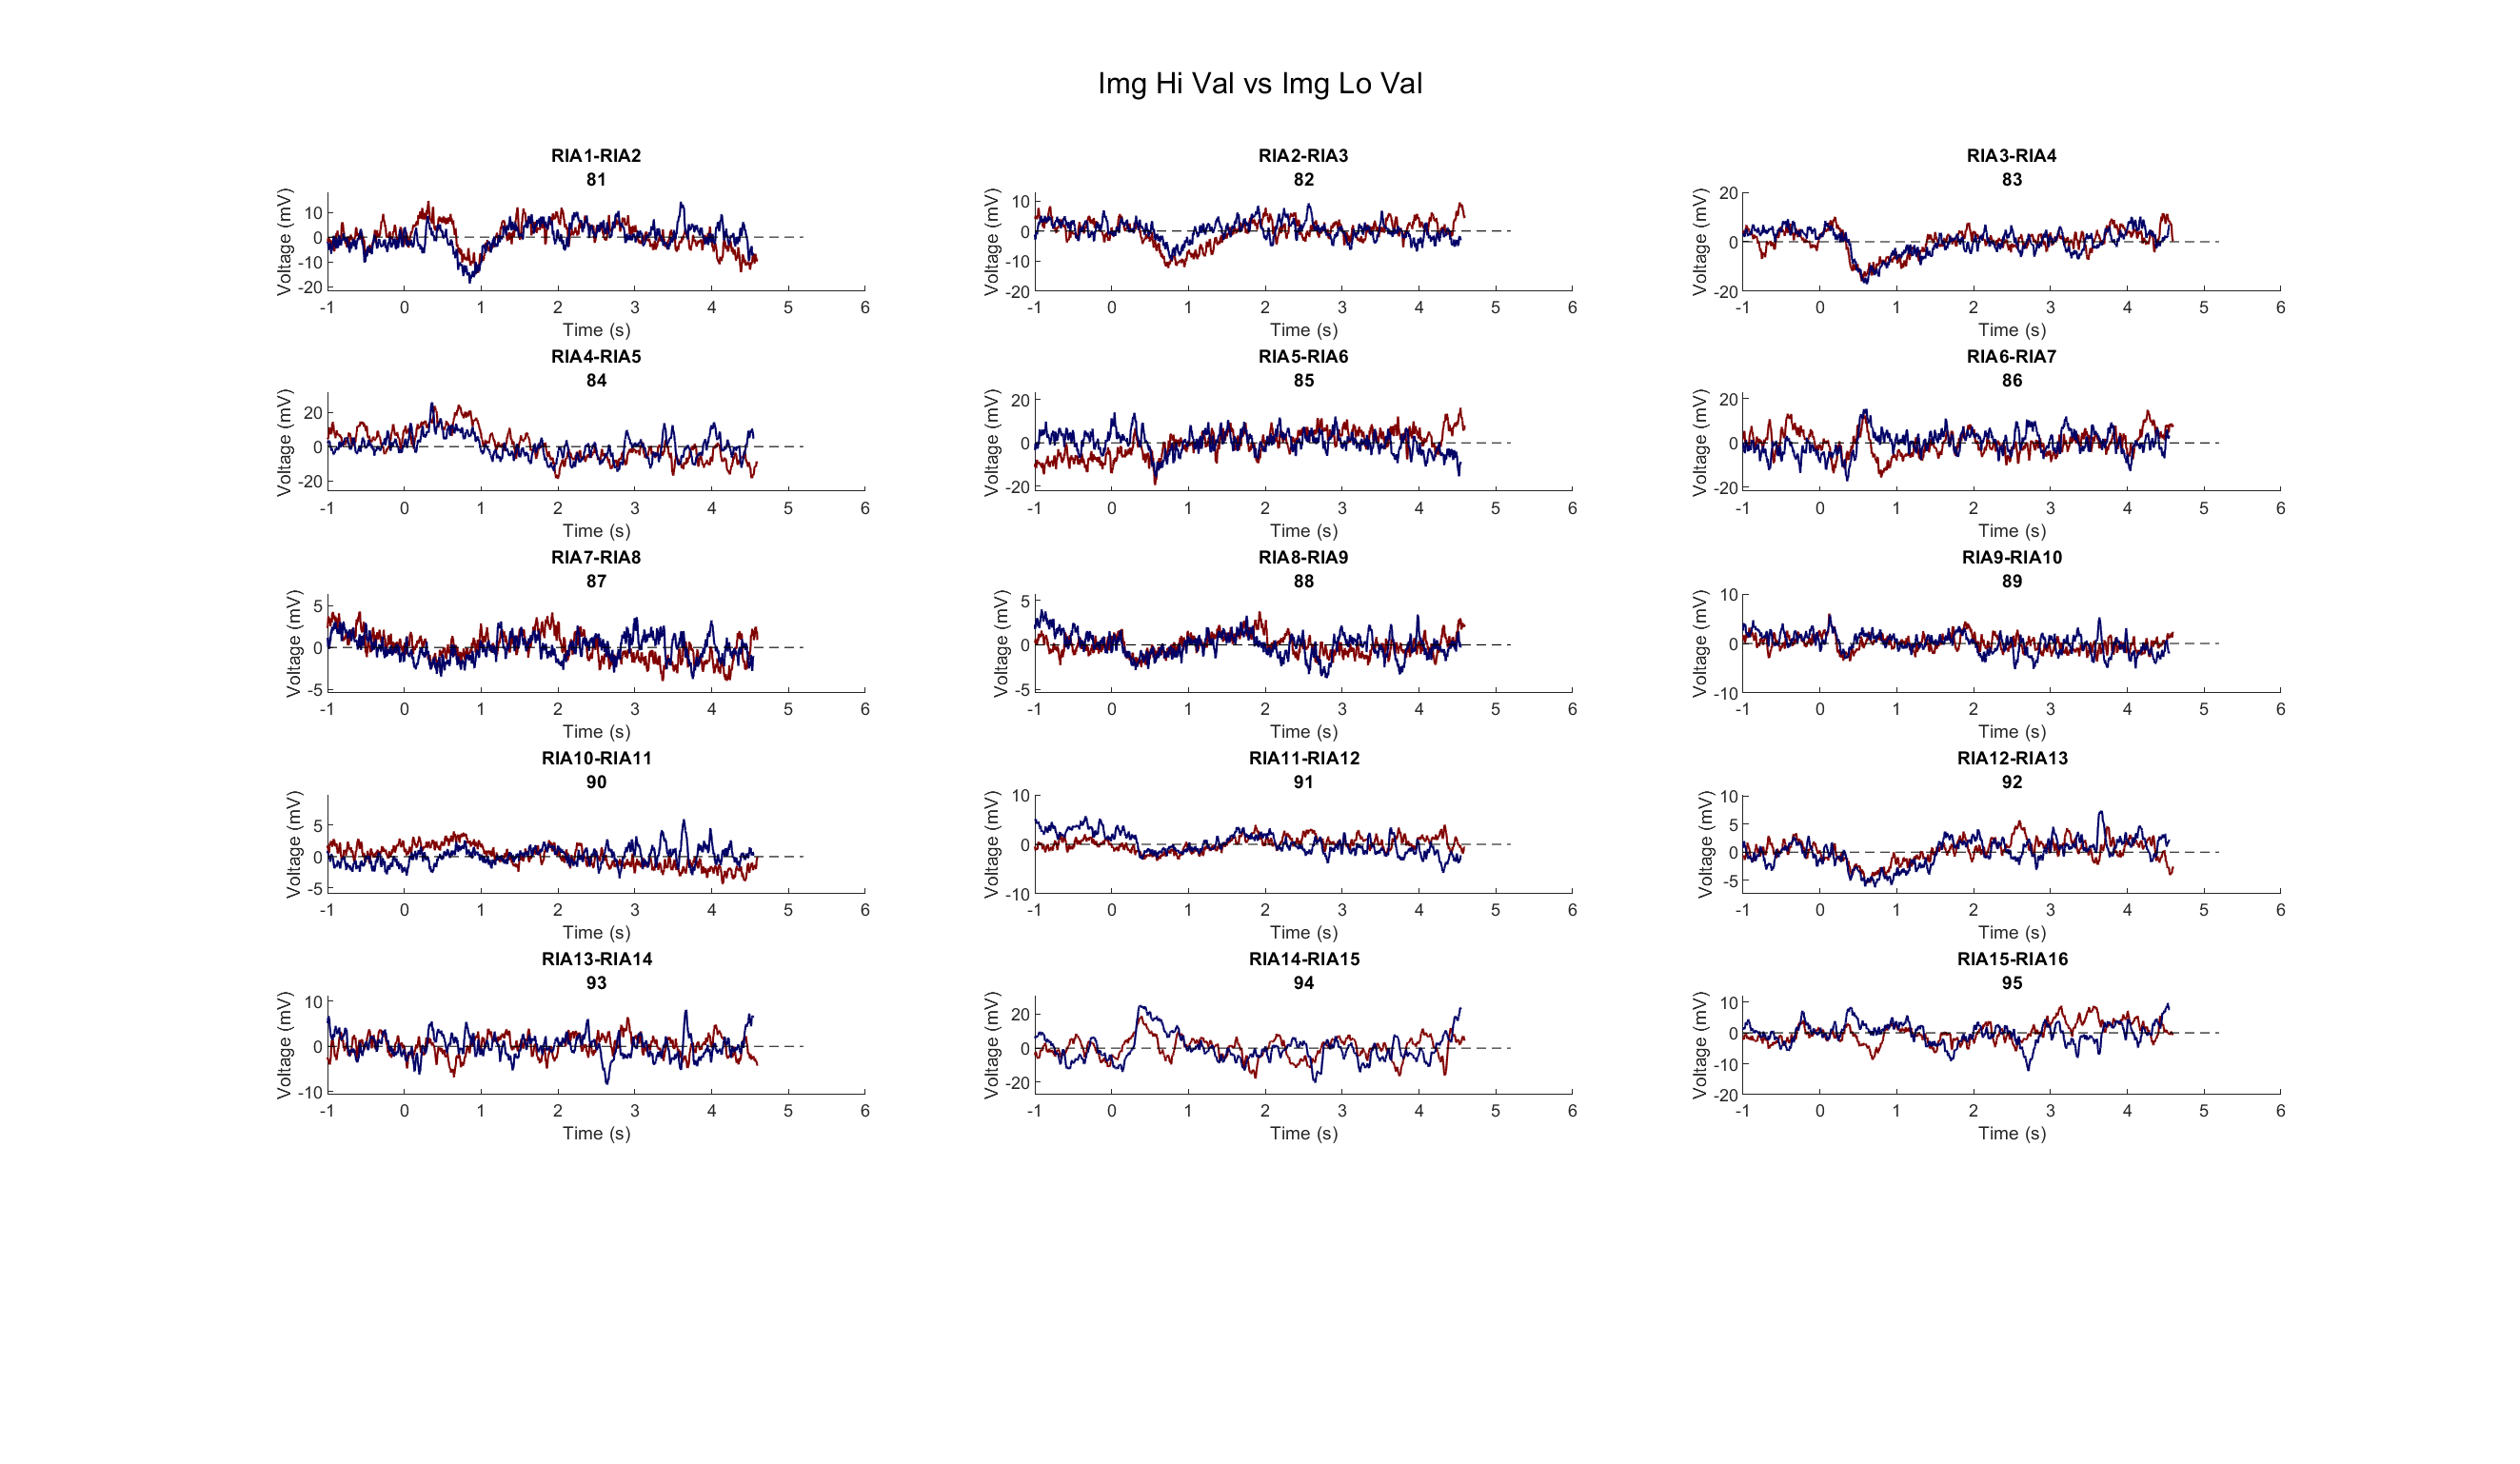 Img Hi Val vs Img Lo Val
RIA1-RIA2
81
Voltage (mV)
10
0
-10
-20
-1 0 1 2 3 4 5 6
Time (s)
RIA2-RIA3
82
Voltage (mV)
10
0
-10
-20
-1 0 1 2 3 4 5 6
Time (s)
RIA3-RIA4
83
Voltage (mV)
20
0
-20
-1 0 1 2 3 4 5 6
Time (s)
RIA4-RIA5
84
Voltage (mV)
20
0
-20
-1 0 1 2 3 4 5 6
Time (s)
RIA5-RIA6
85
Voltage (mV)
20
0
-20
-1 0 1 2 3 4 5 6
Time (s)
RIA6-RIA7
86
Voltage (mV)
20
0
-20
-1 0 1 2 3 4 5 6
Time (s)
RIA7-RIA8
87
Voltage (mV)
5
0
-5
-1 0 1 2 3 4 5 6
Time (s)
RIA8-RIA9
88
Voltage (mV)
5
0
-5
-1 0 1 2 3 4 5 6
Time (s)
RIA9-RIA10
89
Voltage (mV)
10
0
-10
-1 0 1 2 3 4 5 6
Time (s)
RIA10-RIA11
90
Voltage (mV)
5
0
-5
-1 0 1 2 3 4 5 6
Time (s)
RIA11-RIA12
91
Voltage (mV)
10
0
-10
-1 0 1 2 3 4 5 6
Time (s)
RIA12-RIA13
92
Voltage (mV)
10
5
0
-5
-1 0 1 2 3 4 5 6
Time (s)
RIA13-RIA14
93
Voltage (mV)
10
0
-10
-1 0 1 2 3 4 5 6
Time (s)
RIA14-RIA15
94
Voltage (mV)
20
0
-20
-1 0 1 2 3 4 5 6
Time (s)
RIA15-RIA16
95
Voltage (mV)
10
0
-10
-20
-1 0 1 2 3 4 5 6
Time (s)